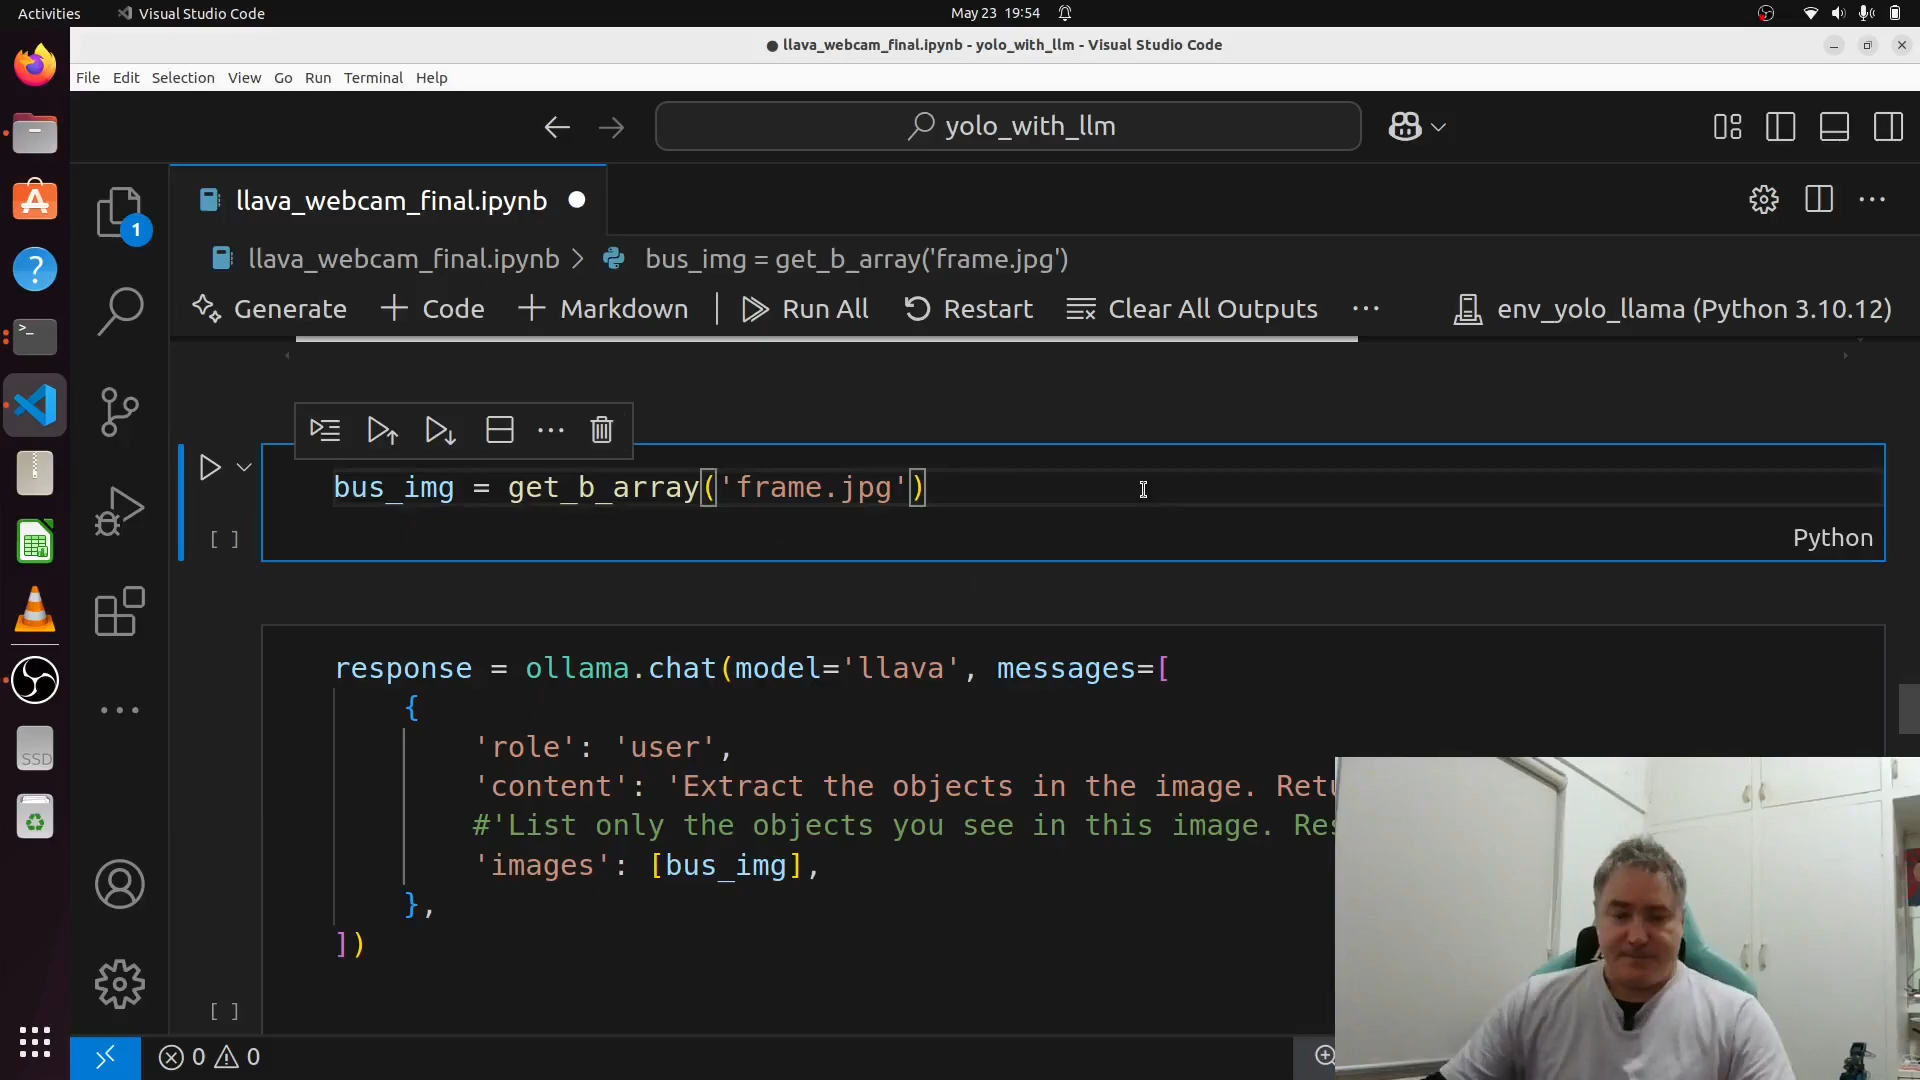 Activities Visual Studio Code May 23 19:54
● llava_webcam_final.ipynb - yolo_with_llm - Visual Studio Code
File Edit Selection View Go Run Terminal Help
yolo_with_llm
llava_webcam_final.ipynb
1
llava_webcam_final.ipynb > bus_img = get_b_array('frame.jpg')
Generate + Code + Markdown Run All Restart Clear All Outputs ... env_yolo_llama (Python 3.10.12)
bus_img = get_b_array('frame.jpg')
[ ]
Python
response = ollama.chat(model='llava', messages=[
{
'role': 'user',
'content': 'Extract the objects in the image. Retu
#'List only the objects you see in this image. Res
'images': [bus_img],
},
])
[ ]
SSD
0 0